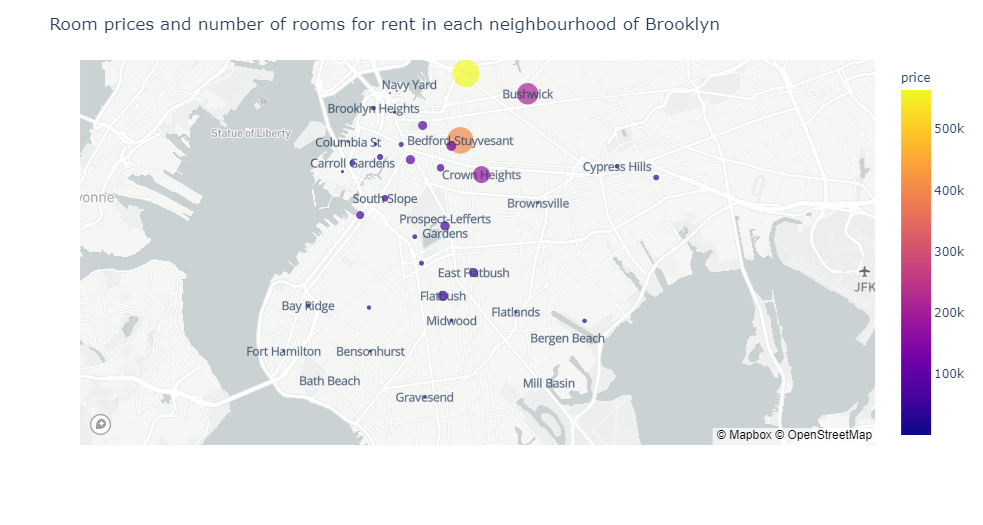 Room prices and number of rooms for rent in each neighbourhood of Brooklyn
price
Navy Yard
Bushwick
Brooklyn Heights
500k
Statue of Liberty
Columbia St
Bedford-Stuyvesant
Carroll Gardens
Cypress Hills
400k
Crown Heights
vonne
South Slope
Brownsville
Prospect-Lefferts
Gardens
300k
East Flatbush
JFK
Flatbush
Bay Ridge
Flatlands
200k
Midwood
Bergen Beach
Fort Hamilton
Bensonhurst
100k
Bath Beach
Mill Basin
Gravesend
© Mapbox © OpenStreetMap